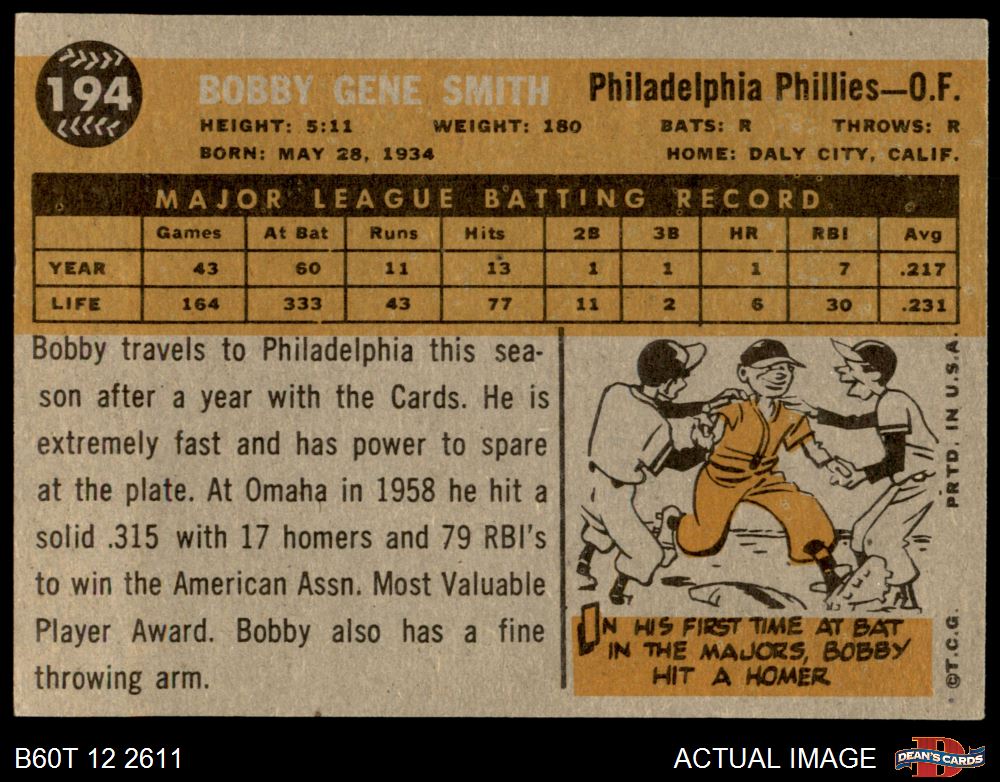 194
BOBBY GENE SMITH
Philadelphia Phillies—O.F.
HEIGHT: 5:11 WEIGHT: 180 BATS: R THROWS: R
BORN: MAY 28, 1934 HOME: DALY CITY, CALIF.
MAJOR LEAGUE BATTING RECORD
Games At Bat Runs Hits 2B 3B HR RBI Avg
YEAR 43 60 11 13 1 1 1 7 .217
LIFE 164 333 43 77 11 2 6 30 .231
Bobby travels to Philadelphia this sea-
son after a year with the Cards. He is
extremely fast and has power to spare
at the plate. At Omaha in 1958 he hit a
solid .315 with 17 homers and 79 RBI's
to win the American Assn. Most Valuable
Player Award. Bobby also has a fine
throwing arm.
IN HIS FIRST TIME AT BAT
IN THE MAJORS, BOBBY
HIT A HOMER
©T.C.G. PRTD. IN U.S.A.
B60T 12 2611
ACTUAL IMAGE
D
DEAN'S CARDS